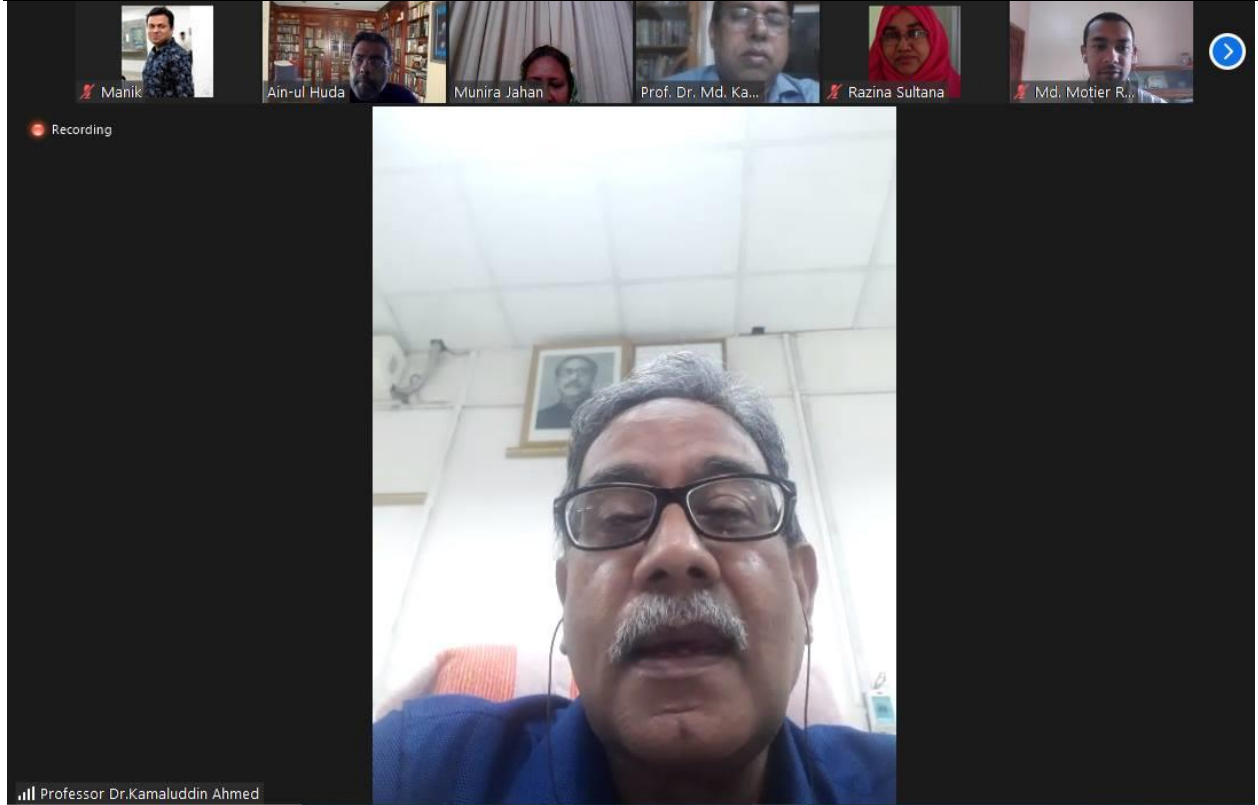 Manik
Ain-ul Huda
Munira Jahan
Prof. Dr. Md. Ka...
Razina Sultana
Md. Motier R...
Recording
Professor Dr.Kamaluddin Ahmed